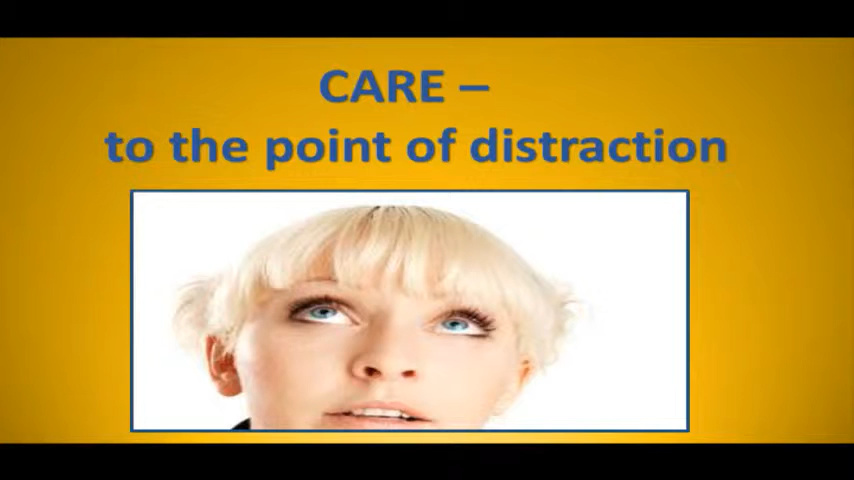 CARE –
to the point of distraction